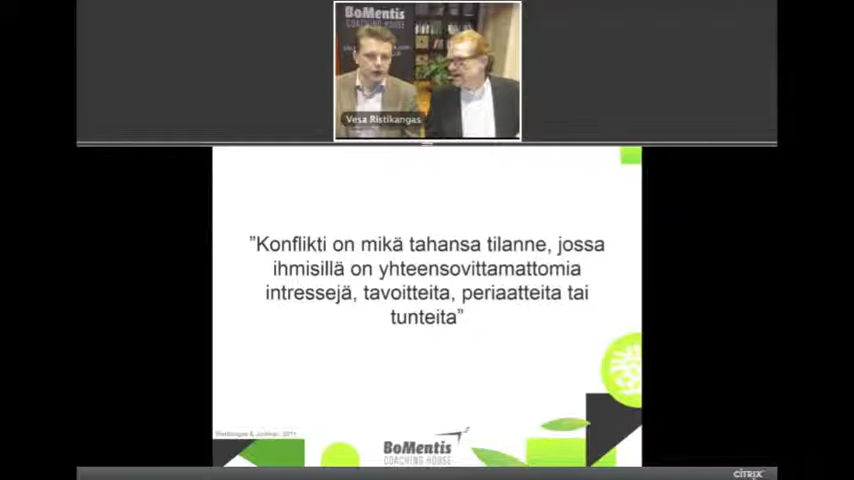 BoMentis
COACHING HOUSE
Vesa Ristikangas
"Konflikti on mikä tahansa tilanne, jossa
ihmisillä on yhteensovittamattomia
intressejä, tavoitteita, periaatteita tai
tunteita"
BoMentis
COACHING HOUSE
CITRIX